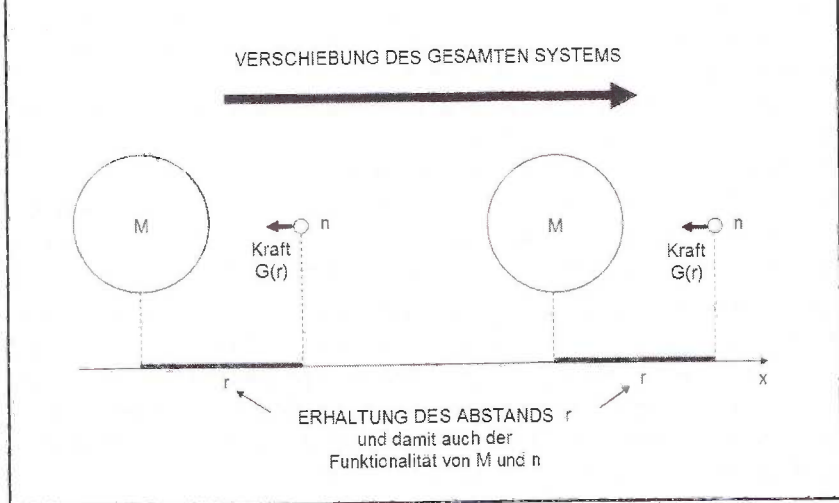 VERSCHIEBUNG DES GESAMTEN SYSTEMS
M
n
Kraft
G(r)
M
n
Kraft
G(r)
r
r
x
ERHALTUNG DES ABSTANDS r
und damit auch der
Funktionalität von M und n